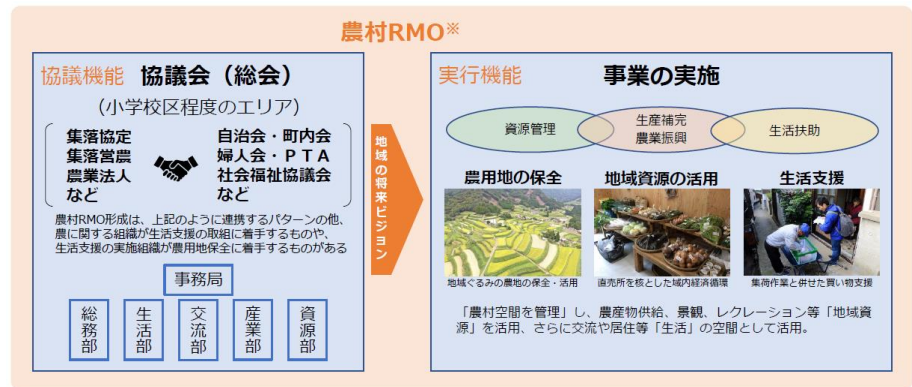 農村RMO※
協議機能 協議会（総会）
(小学校区程度のエリア)
集落協定
集落営農
農業法人
など
自治会・町内会
婦人会・ＰＴＡ
社会福祉協議会
など
農村RMO形成は、上記のように連携するパターンの他、
農に関する組織が生活支援の取組に着手するものや、
生活支援の実施組織が農用地保全に着手するものがある
事務局
総務部
生活部
交流部
産業部
資源部
地域の将来ビジョン
実行機能 事業の実施
資源管理
生産補完
農業振興
生活扶助
農用地の保全
地域資源の活用
生活支援
地域ぐるみの農地の保全・活用
直売所を核とした域内経済循環
集荷作業と併せた買い物支援
「農村空間を管理」し、農産物供給、景観、レクレーション等「地域資
源」を活用、さらに交流や居住等「生活」の空間として活用。